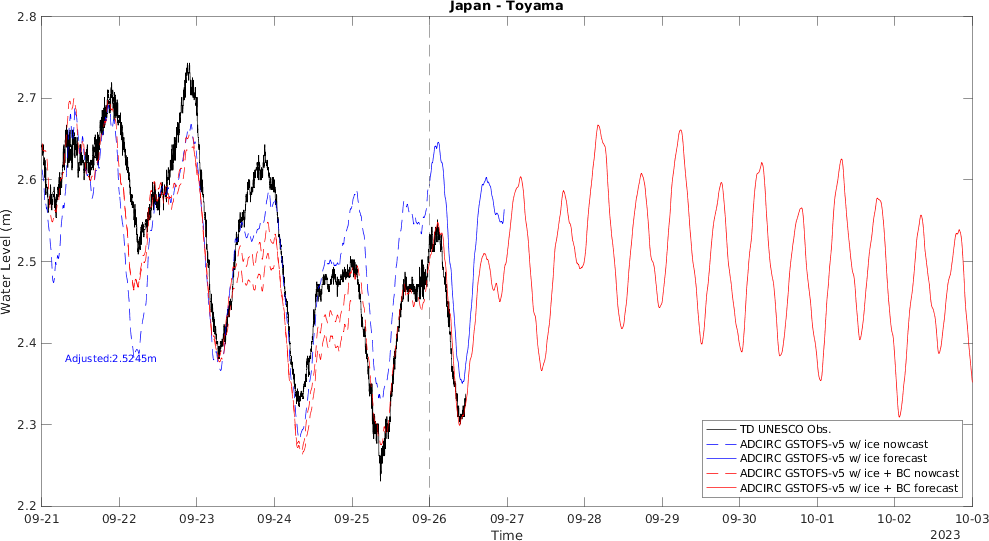 Japan - Toyama
2.8
2.7
2.6
2.5
2.4
2.3
2.2
Water Level (m)
Adjusted:2.5245m
TD UNESCO Obs.
ADCIRC GSTOFS-v5 w/ ice nowcast
ADCIRC GSTOFS-v5 w/ ice forecast
ADCIRC GSTOFS-v5 w/ ice + BC nowcast
ADCIRC GSTOFS-v5 w/ ice + BC forecast
09-21 09-22 09-23 09-24 09-25 09-26 09-27 09-28 09-29 09-30 10-01 10-02 10-03
Time
2023